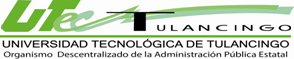 UTec TULANCINGO
UNIVERSIDAD TECNOLÓGICA DE TULANCINGO
Organismo Descentralizado de la Administración Pública Estatal